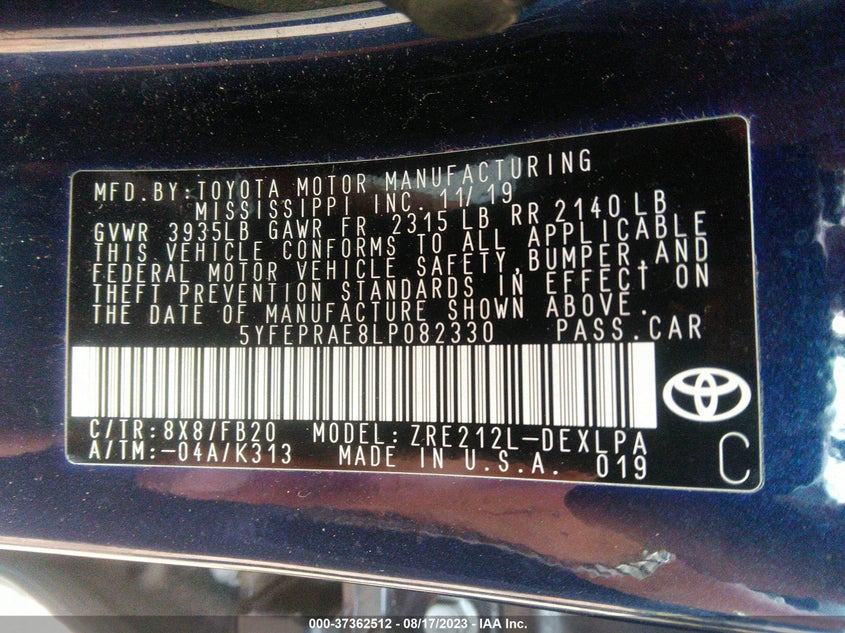 MFD.BY:TOYOTA MOTOR MANUFACTURING
MISSISSIPPI INC. 11/19
GVWR 3935LB GAWR FR 2315 LB RR 2140 LB
THIS VEHICLE CONFORMS TO ALL APPLICABLE
FEDERAL MOTOR VEHICLE SAFETY,BUMPER,AND
THEFT PREVENTION STANDARDS IN EFFECT ON
THE DATE OF MANUFACTURE SHOWN ABOVE.
5YFEPRAE8LP082330 PASS.CAR
C/TR:8X8/FB20 MODEL:ZRE212L-DEXLPA
A/TM:-04A/K313 MADE IN U.S.A. 019
C
000-37362512 - 08/17/2023 - IAA Inc.